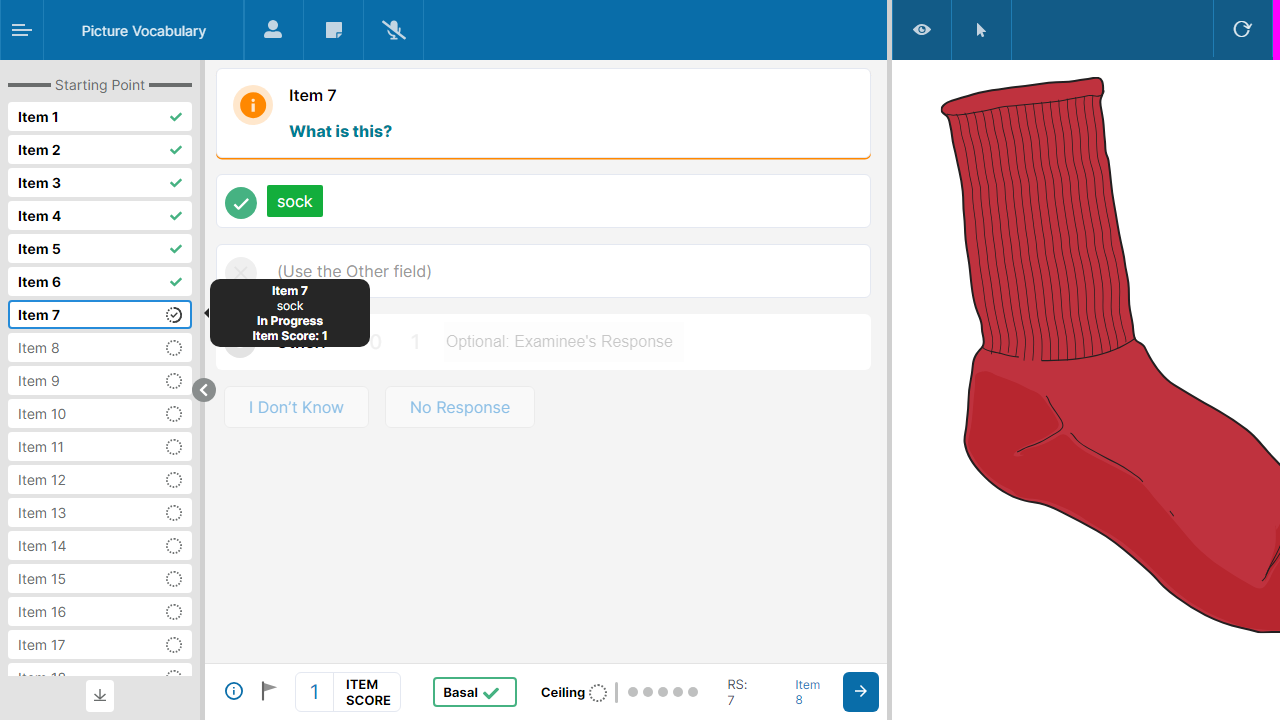 Picture Vocabulary
Starting Point
Item 1
Item 2
Item 3
Item 4
Item 5
Item 6
Item 7
Item 8
Item 9
Item 10
Item 11
Item 12
Item 13
Item 14
Item 15
Item 16
Item 17
Item 18
Item 7
What is this?
sock
(Use the Other field)
Item 7
sock
In Progress
Item Score: 1
0 1 Optional: Examinee's Response
I Don't Know No Response
1 ITEM SCORE
Basal
Ceiling
RS:
7
Item
8